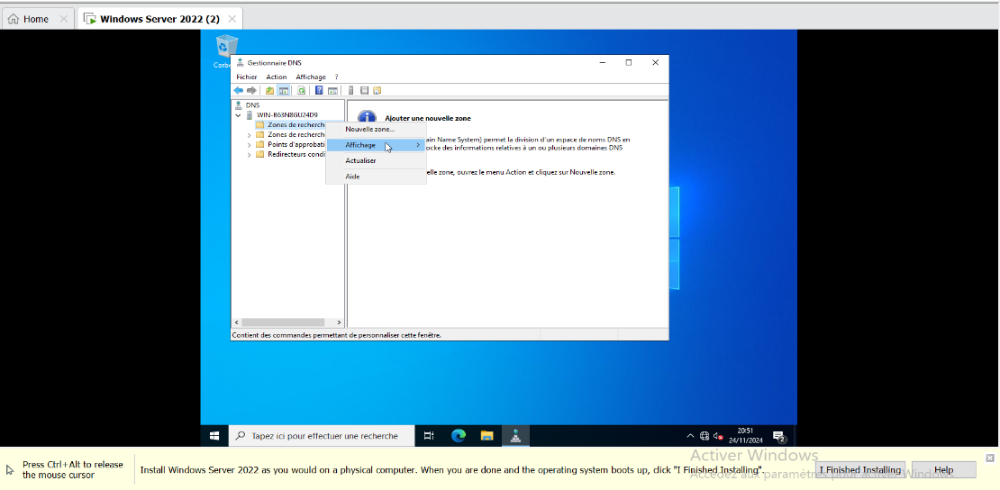 Home
Windows Server 2022 (2)
Gestionnaire DNS
Fichier Action Affichage ?
DNS
WIN-B63N8GU24D9
Zones de recherch
Zones de recherch
Points d'approbati
Redirecteurs condi
Nouvelle zone...
Affichage
Actualiser
Aide
Ajouter une nouvelle zone
ain Name System) permet la division d'un espace de noms DNS en
ocke des informations relatives à un ou plusieurs domaines DNS
elle zone, ouvrez le menu Action et cliquez sur Nouvelle zone.
Contient des commandes permettant de personnaliser cette fenêtre.
Tapez ici pour effectuer une recherche
20:51
24/11/2024
2
Activer Windows
Accédez aux paramètres pour activer Windows.
Press Ctrl+Alt to release
the mouse cursor
Install Windows Server 2022 as you would on a physical computer. When you are done and the operating system boots up, click "I Finished Installing".
I Finished Installing
Help